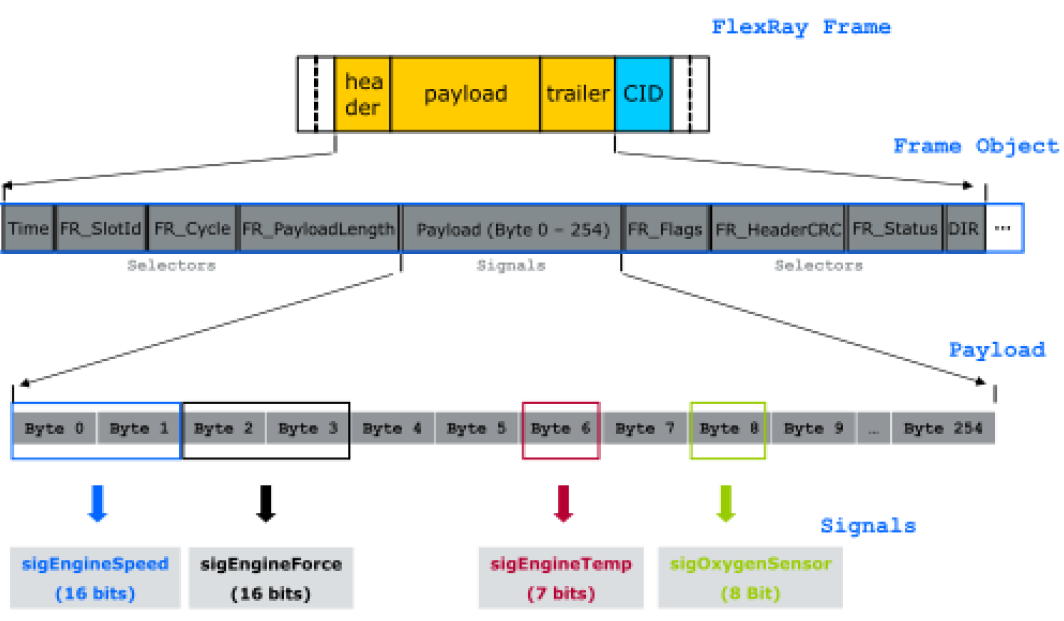 FlexRay Frame
hea
der
payload
trailer
CID
Frame Object
Time FR_SlotId FR_Cycle FR_PayloadLength Payload (Byte 0 – 254) FR_Flags FR_HeaderCRC FR_Status DIR ...
Selectors Signals Selectors
Payload
Byte 0 Byte 1 Byte 2 Byte 3 Byte 4 Byte 5 Byte 6 Byte 7 Byte 8 Byte 9 ... Byte 254
Signals
sigEngineSpeed
(16 bits)
sigEngineForce
(16 bits)
sigEngineTemp
(7 bits)
sigOxygenSensor
(8 Bit)